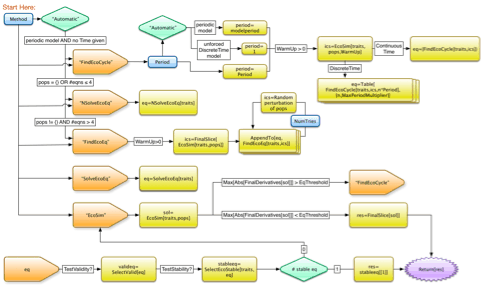 Start Here:
Method
"Automatic"
periodic model AND no Time given
"FindEcoCycle"
pops = {} OR #eqns ≤ 4
"NSolveEcoEq"
eq=NSolveEcoEq[traits]
pops != {} AND #eqns > 4
"FindEcoEq"
WarmUp>0
ics=FinalSlice[
EcoSim[traits,pops]]
"SolveEcoEq"
eq=SolveEcoEq[traits]
"EcoSim"
sol=
EcoSim[traits,pops]
"Automatic"
periodic
model
period=
modelperiod
unforced
DiscreteTime
model
period=
1
Period
period=
Period
WarmUp > 0
ics=EcoSim[traits,
pops,WarmUp]
Continuous
Time
eq={FindEcoCycle[traits,ics]}
DiscreteTime
eq=Table[
FindEcoCycle[traits,ics,n*Period],
{n,MaxPeriodMultiplier}]
ics=Random
perturbation
of pops
NumTries
AppendTo[eq,
FindEcoEq[traits,ics]]
Max[Abs[FinalDerivatives[sol]]] > EqThreshold
"FindEcoCycle"
Max[Abs[FinalDerivatives[sol]]] < EqThreshold
res=FinalSlice[sol]
0
eq
TestValidity?
valideq=
SelectValid[eq]
TestStability?
stableeq=
SelectEcoStable[traits,
eq]
# stable eq
1
res=
stableeq[[1]]
Return[res]